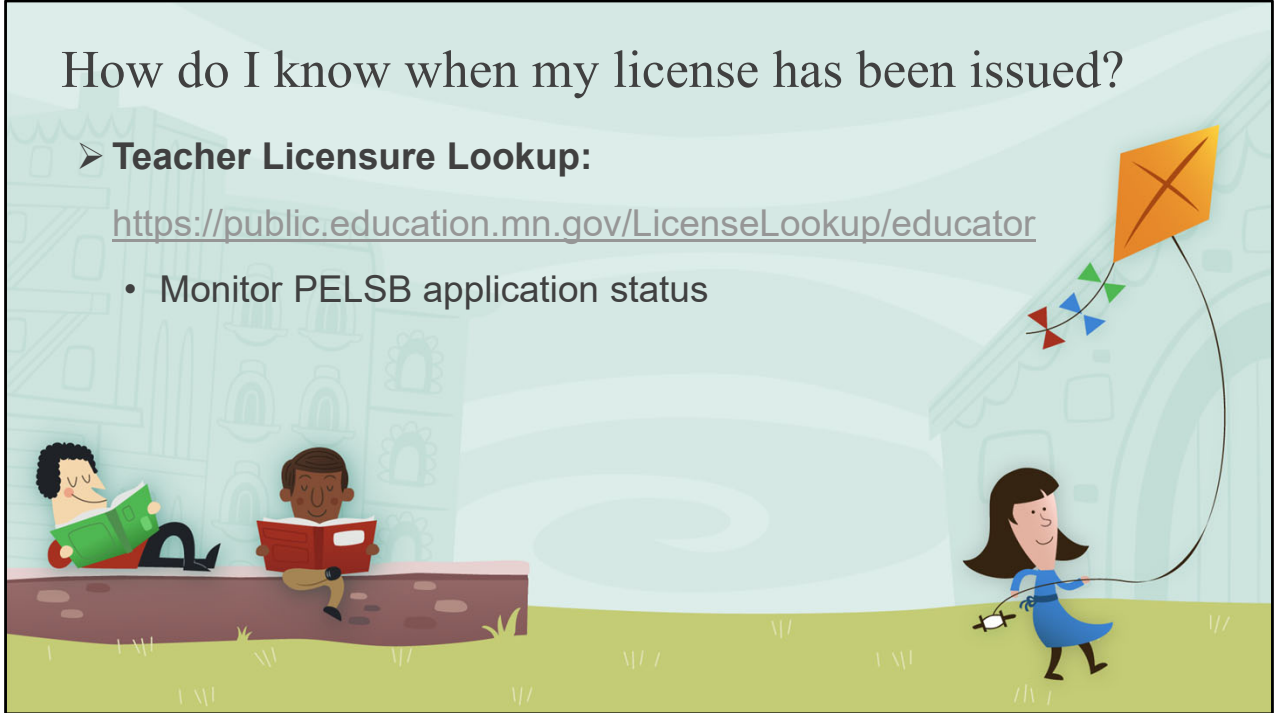 How do I know when my license has been issued?
➢ Teacher Licensure Lookup:
https://public.education.mn.gov/LicenseLookup/educator
• Monitor PELSB application status